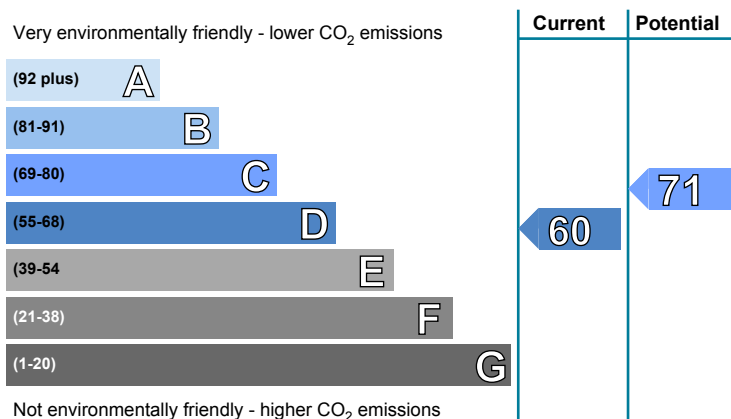 Very environmentally friendly - lower CO₂ emissions
Current
Potential
(92 plus) A
(81-91) B
(69-80) C
71
(55-68) D
60
(39-54 E
(21-38) F
(1-20) G
Not environmentally friendly - higher CO₂ emissions